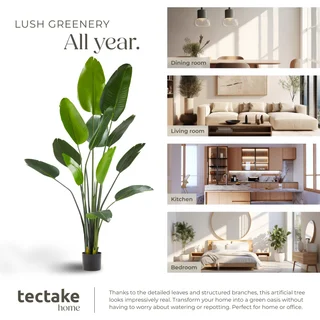 LUSH GREENERY
All year.
Dining room
Living room
Kitchen
Bedroom
tectake
home
Thanks to the detailed leaves and structured branches, this artificial tree
looks impressively real. Transform your home into a green oasis without
having to worry about watering or repotting. Perfect for home or office.